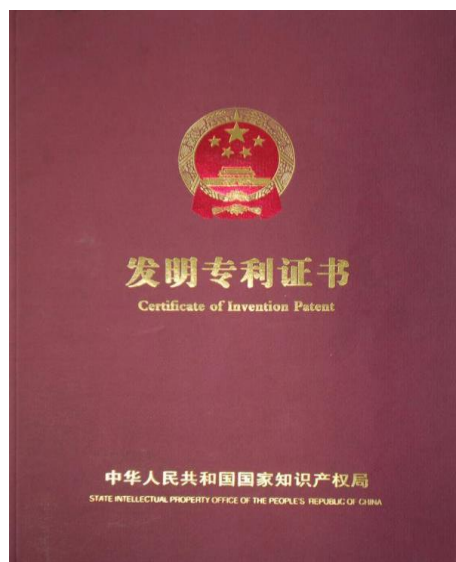 发明专利证书
Certificate of Invention Patent
中华人民共和国国家知识产权局
STATE INTELLECTUAL PROPERTY OFFICE OF THE PEOPLE'S REPUBLIC OF CHINA